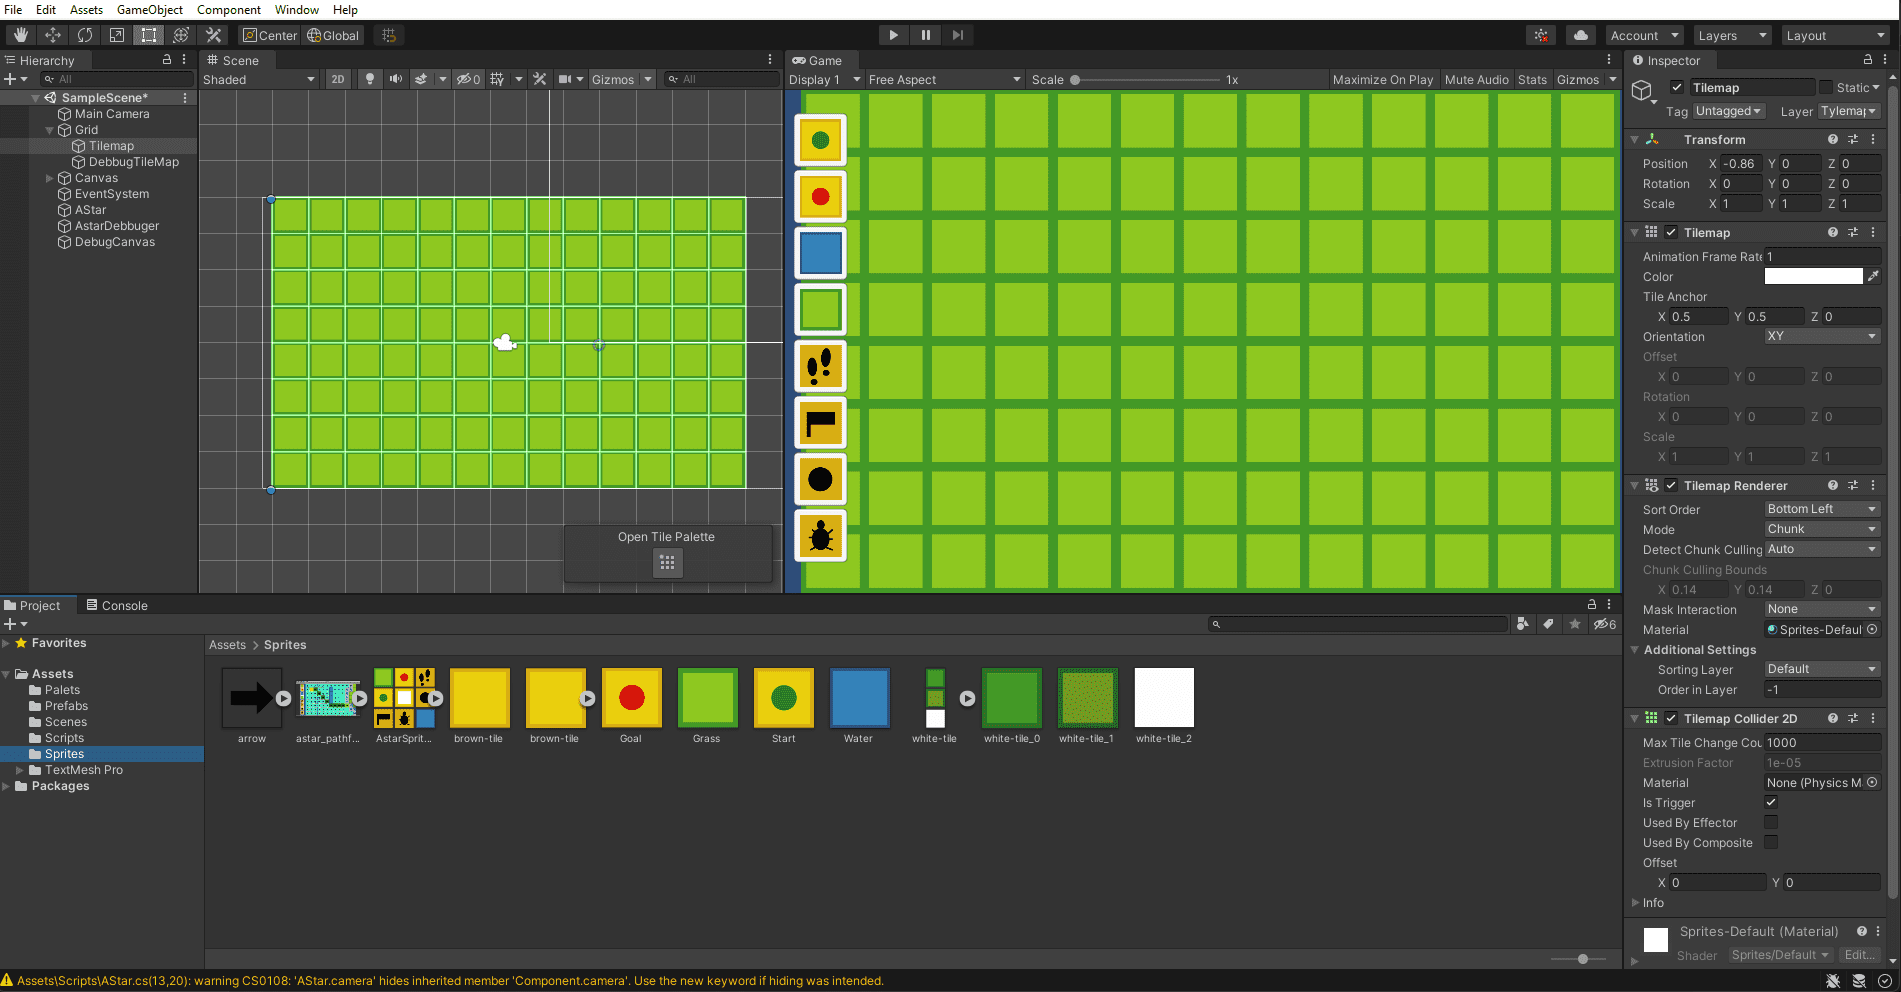 File Edit Assets GameObject Component Window Help
Center Global Account Layers Layout
Hierarchy
All
SampleScene*
Main Camera
Grid
Tilemap
DebbugTileMap
Canvas
EventSystem
AStar
AstarDebbuger
DebugCanvas
Scene
Shaded 2D 0 Gizmos All
Open Tile Palette
Game
Display 1 Free Aspect Scale 1x Maximize On Play Mute Audio Stats Gizmos
Inspector
Tilemap Static
Tag Untagged Layer Tylemap
Transform
Position X -0.86 Y 0 Z 0
Rotation X 0 Y 0 Z 0
Scale X 1 Y 1 Z 1
Tilemap
Animation Frame Rate 1
Color
Tile Anchor
X 0.5 Y 0.5 Z 0
Orientation XY
Offset
X 0 Y 0 Z 0
Rotation
X 0 Y 0 Z 0
Scale
X 1 Y 1 Z 1
Tilemap Renderer
Sort Order Bottom Left
Mode Chunk
Detect Chunk Culling Auto
Chunk Culling Bounds
X 0.14 Y 0.14 Z 0
Mask Interaction None
Material Sprites-Defaul
Additional Settings
Sorting Layer Default
Order in Layer -1
Tilemap Collider 2D
Max Tile Change Cou 1000
Extrusion Factor 1e-05
Material None (Physics M
Is Trigger
Used By Effector
Used By Composite
Offset
X 0 Y 0
Info
Sprites-Default (Material)
Shader Sprites/Default Edit...
Project Console
6
Favorites
Assets
Palets
Prefabs
Scenes
Scripts
Sprites
TextMesh Pro
Packages
Assets > Sprites
arrow astar_pathf... AstarSprit... brown-tile brown-tile Goal Grass Start Water white-tile white-tile_0 white-tile_1 white-tile_2
Assets\Scripts\AStar.cs(13,20): warning CS0108: 'AStar.camera' hides inherited member 'Component.camera'. Use the new keyword if hiding was intended.